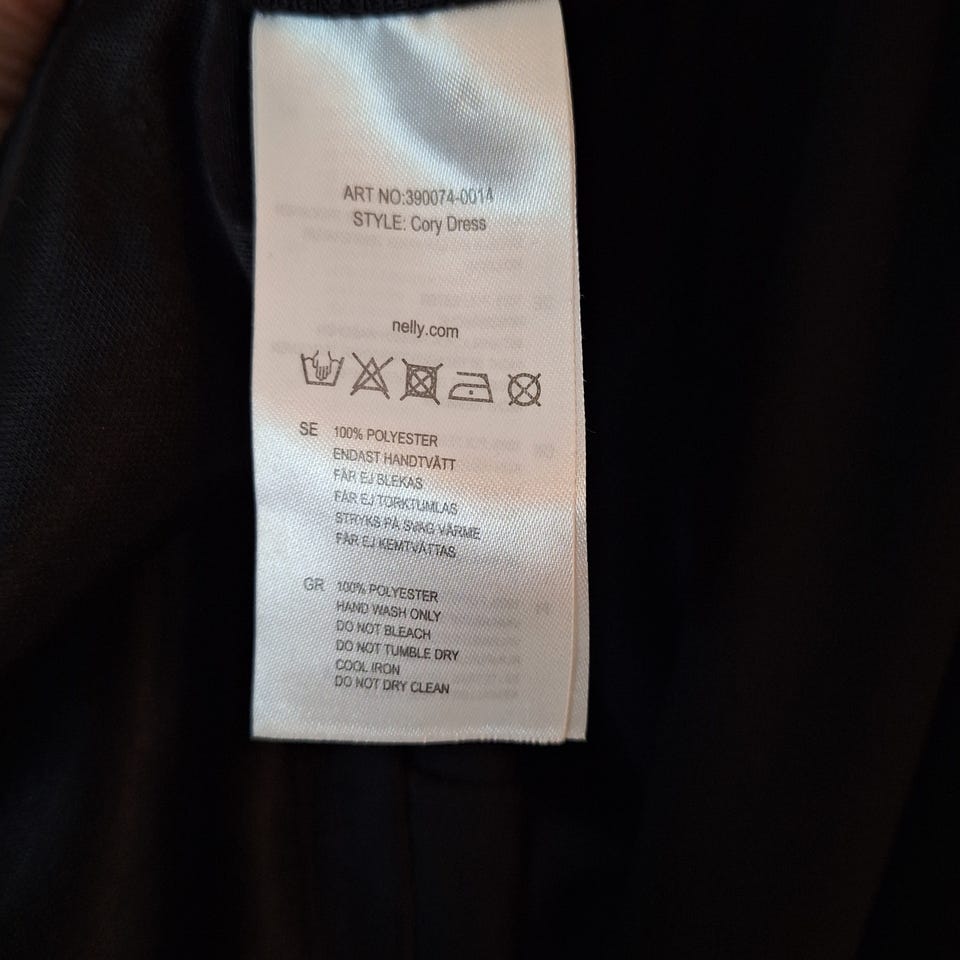 ART NO:390074-0014
STYLE: Cory Dress
nelly.com
SE 100% POLYESTER
ENDAST HANDTVÄTT
FÅR EJ BLEKAS
FÅR EJ TORKTUMLAS
STRYKS PÅ SVAG VÄRME
FÅR EJ KEMTVÄTTAS
GR 100% POLYESTER
HAND WASH ONLY
DO NOT BLEACH
DO NOT TUMBLE DRY
COOL IRON
DO NOT DRY CLEAN